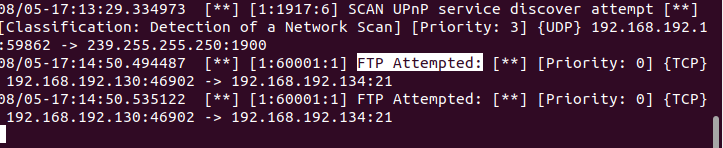 08/05-17:13:29.334973  [**] [1:1917:6] SCAN UPnP service discover attempt [**]
[Classification: Detection of a Network Scan] [Priority: 3] {UDP} 192.168.192.1
:59862 -> 239.255.255.250:1900
08/05-17:14:50.494487  [**] [1:60001:1] FTP Attempted: [**] [Priority: 0] {TCP}
192.168.192.130:46902 -> 192.168.192.134:21
08/05-17:14:50.535122  [**] [1:60001:1] FTP Attempted: [**] [Priority: 0] {TCP}
192.168.192.130:46902 -> 192.168.192.134:21